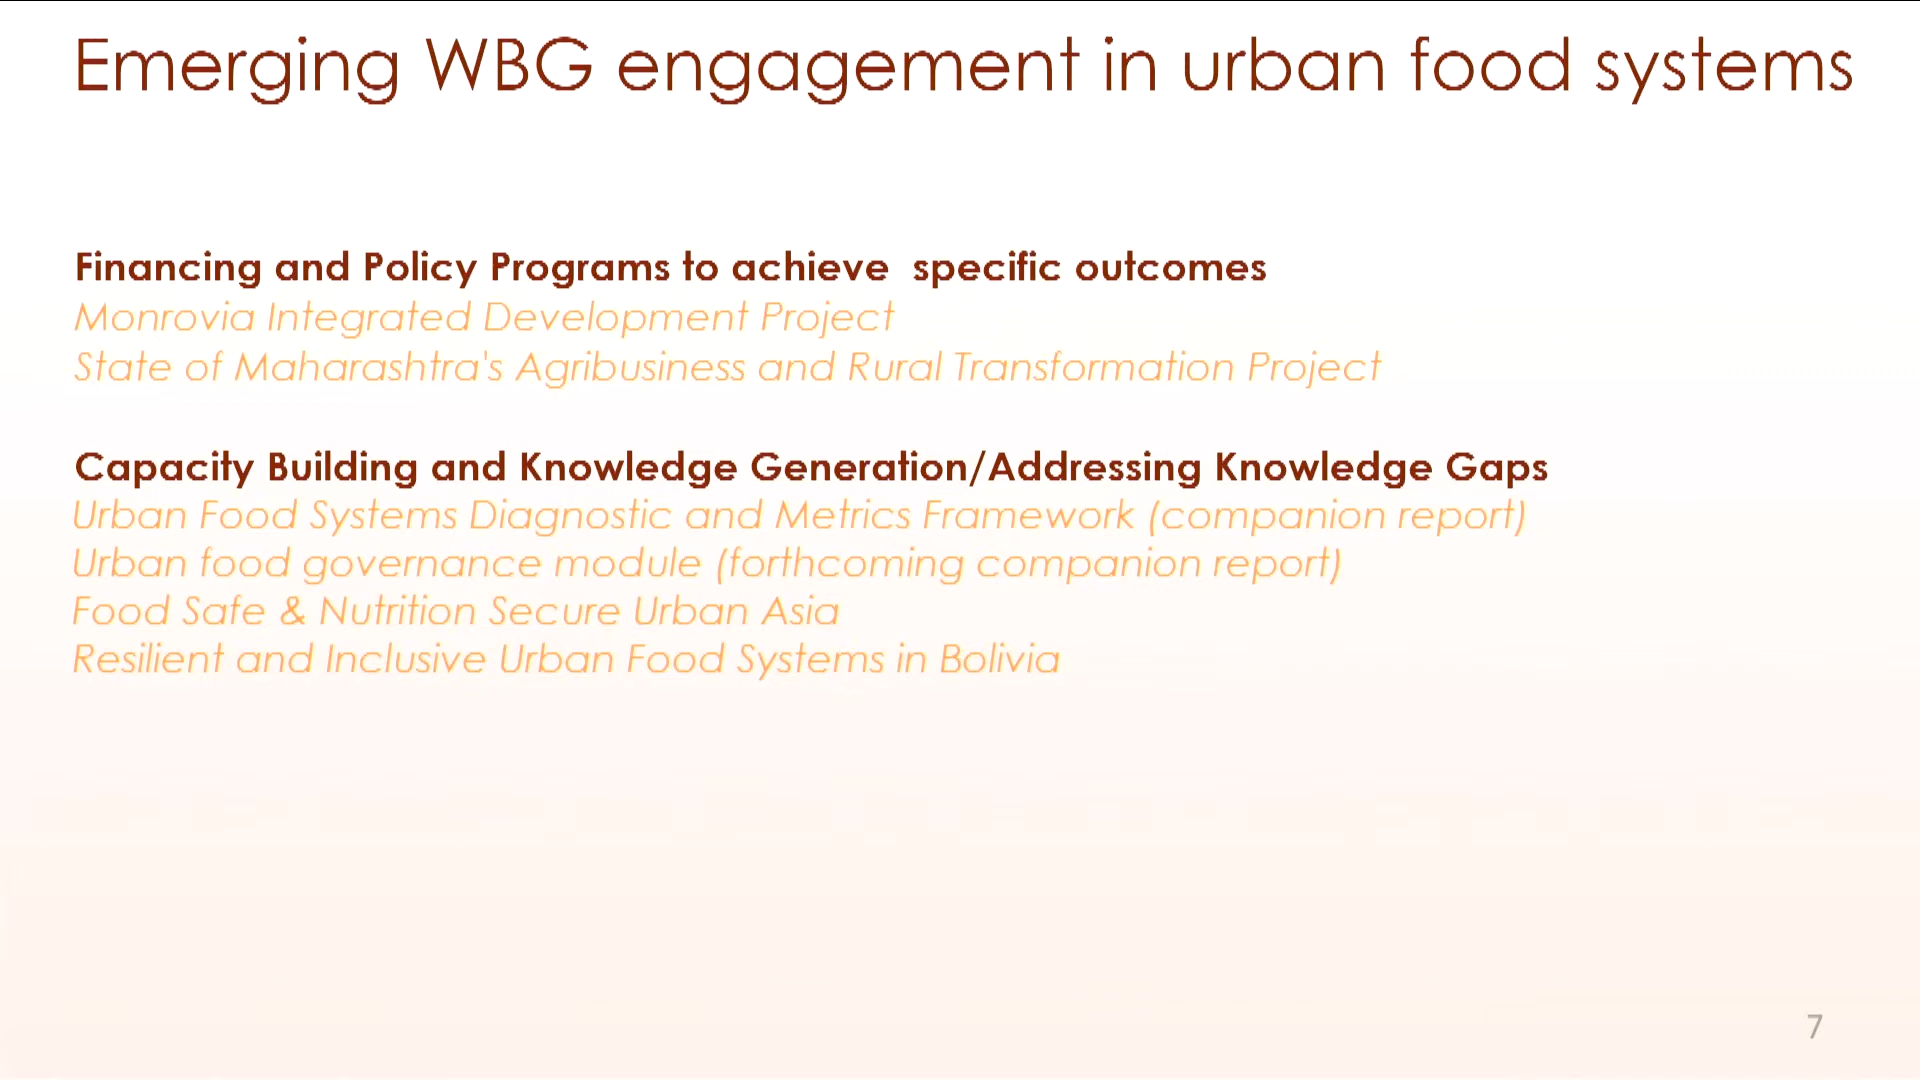 Emerging WBG engagement in urban food systems
Financing and Policy Programs to achieve  specific outcomes
Monrovia Integrated Development Project
State of Maharashtra's Agribusiness and Rural Transformation Project
Capacity Building and Knowledge Generation/Addressing Knowledge Gaps
Urban Food Systems Diagnostic and Metrics Framework (companion report)
Urban food governance module (forthcoming companion report)
Food Safe & Nutrition Secure Urban Asia
Resilient and Inclusive Urban Food Systems in Bolivia
7